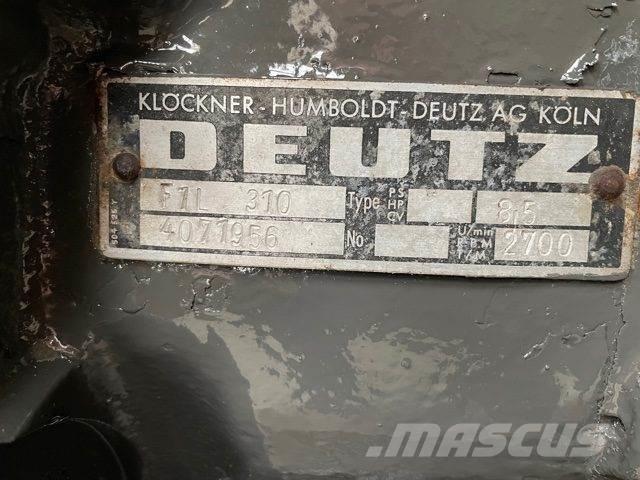 KLÖCKNER-HUMBOLDT-DEUTZ AG KÖLN
DEUTZ
F1L 310 Type PS HP CV 8,5
4071956 No U/min R.P.M. T/M 2700
MASCUS